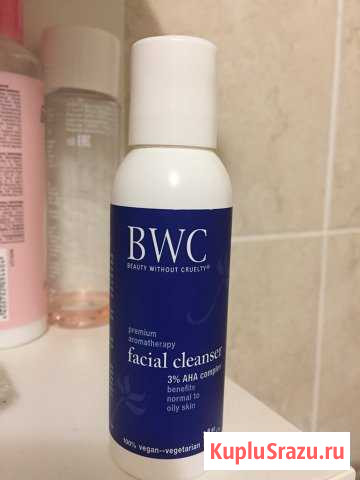 BWC
BEAUTY WITHOUT CRUELTY®
premium
aromatherapy
facial cleanser
3% AHA complex
benefits
normal to
oily skin
100% vegan--vegetarian
KupluSrazu.ru